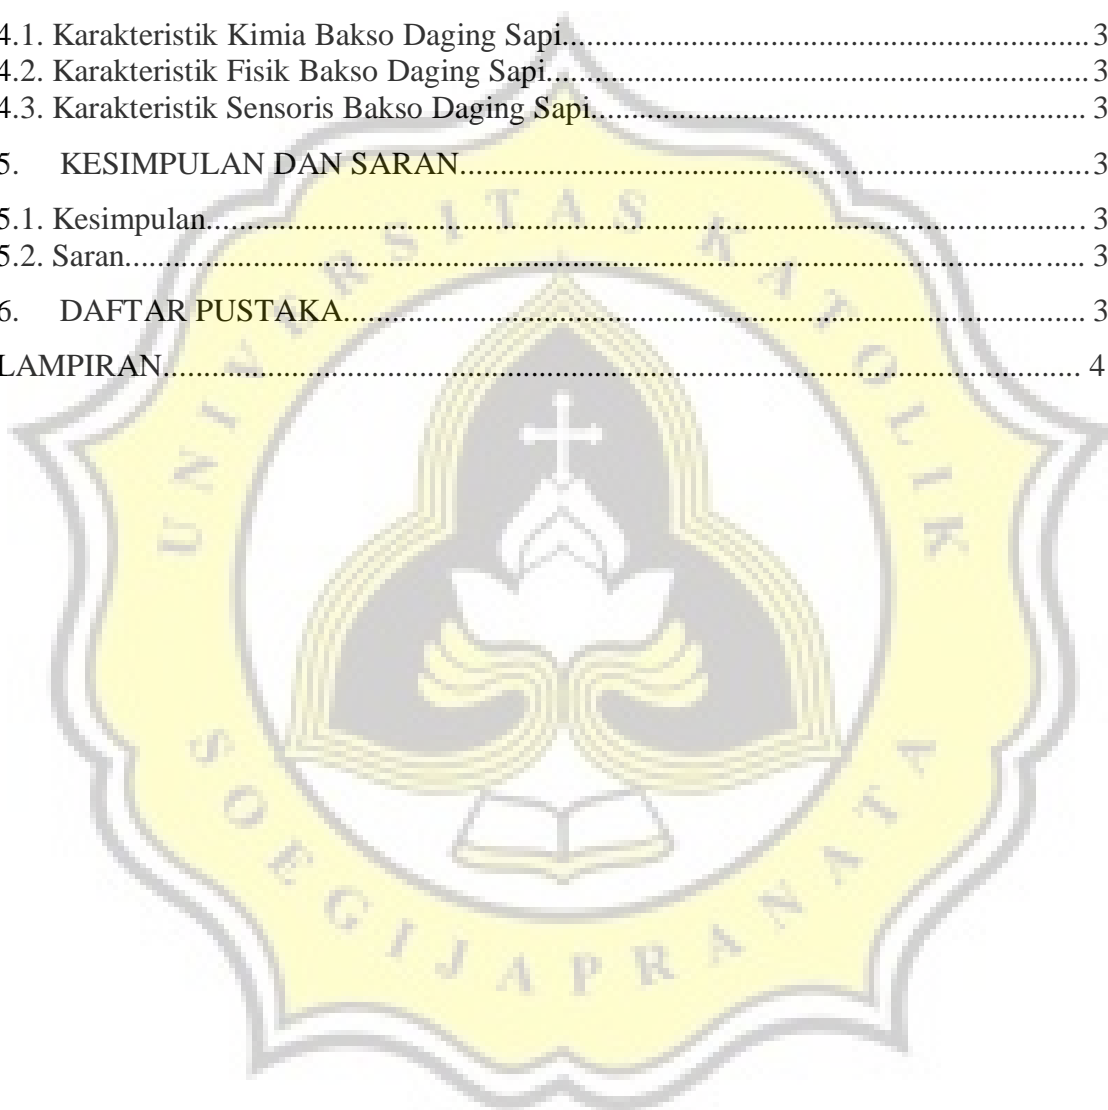 4.1. Karakteristik Kimia Bakso Daging Sapi.......................................................................... 3
4.2. Karakteristik Fisik Bakso Daging Sapi............................................................................ 3
4.3. Karakteristik Sensoris Bakso Daging Sapi...................................................................... 3
5. KESIMPULAN DAN SARAN........................................................................................ 3
5.1. Kesimpulan....................................................................................................................... 3
5.2. Saran................................................................................................................................. 3
6. DAFTAR PUSTAKA....................................................................................................... 3
LAMPIRAN............................................................................................................................ 4
UNIVERSITAS KATOLIK
SOEGIJAPRANATA